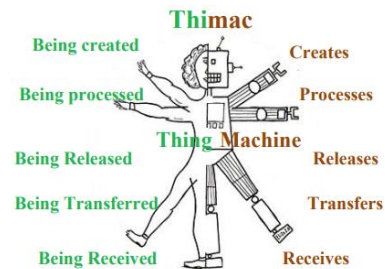 Thimac
Being created
Creates
Being processed
Processes
Thing Machine
Being Released
Releases
Being Transferred
Transfers
Being Received
Receives